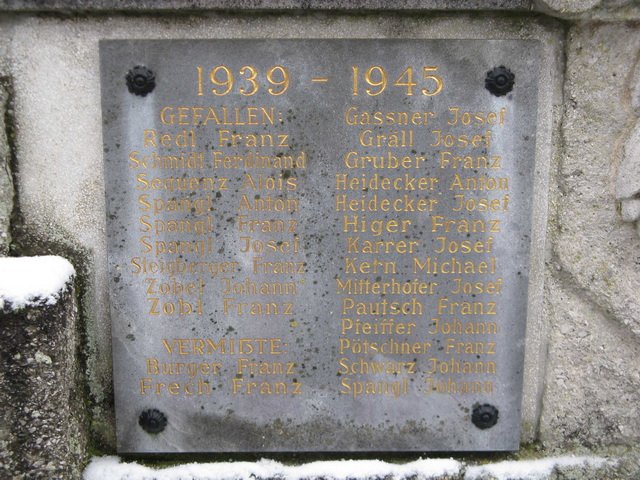 1939 - 1945
GEFALLEN:
Redl Franz
Schmidt Ferdinand
Sequenz Alois
Spangl Anton
Spangl Franz
Spangl Josef
Steinberger Franz
Zobel Johann
Zobl Franz
VERMIßTE:
Burger Franz
Frech Franz
Gassner Josef
Grall Josef
Gruber Franz
Heidecker Anton
Heidecker Josef
Higer Franz
Karrer Josef
Kern Michael
Mitterhofer Josef
Pautsch Franz
Pfeiffer Johann
Pötschner Franz
Schwarz Johann
Spangl Johann